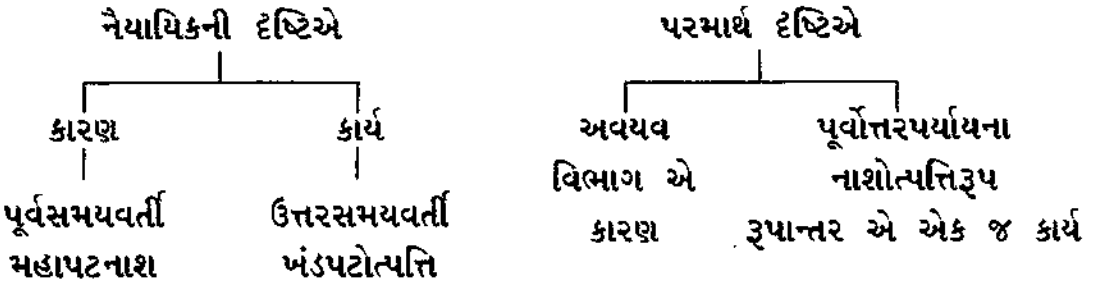 નૈયાયિકની દૃષ્ટિએ
કારણ કાર્ય
પૂર્વસમયવર્તી ઉત્તરસમયવર્તી
મહાપટનાશ ખંડપટોત્પત્તિ
પરમાર્થ દૃષ્ટિએ
અવયવ પૂર્વોત્તરપર્યાયના
વિભાગ એ નાશોત્પત્તિરૂપ
કારણ રૂપાન્તર એ એક જ કાર્ય